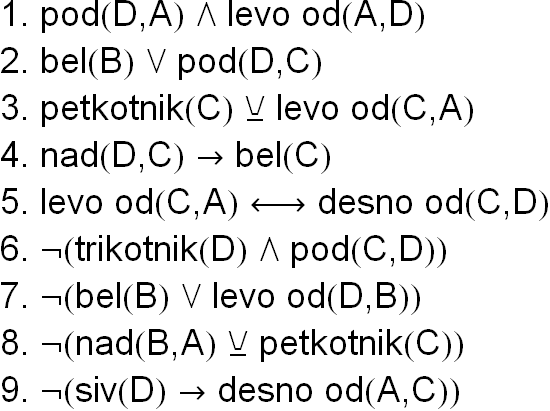 1. pod(D,A) ∧ levo od(A,D)
2. bel(B) ∨ pod(D,C)
3. petkotnik(C) ⊻ levo od(C,A)
4. nad(D,C) → bel(C)
5. levo od(C,A) ⟷ desno od(C,D)
6. ¬(trikotnik(D) ∧ pod(C,D))
7. ¬(bel(B) ∨ levo od(D,B))
8. ¬(nad(B,A) ⊻ petkotnik(C))
9. ¬(siv(D) → desno od(A,C))